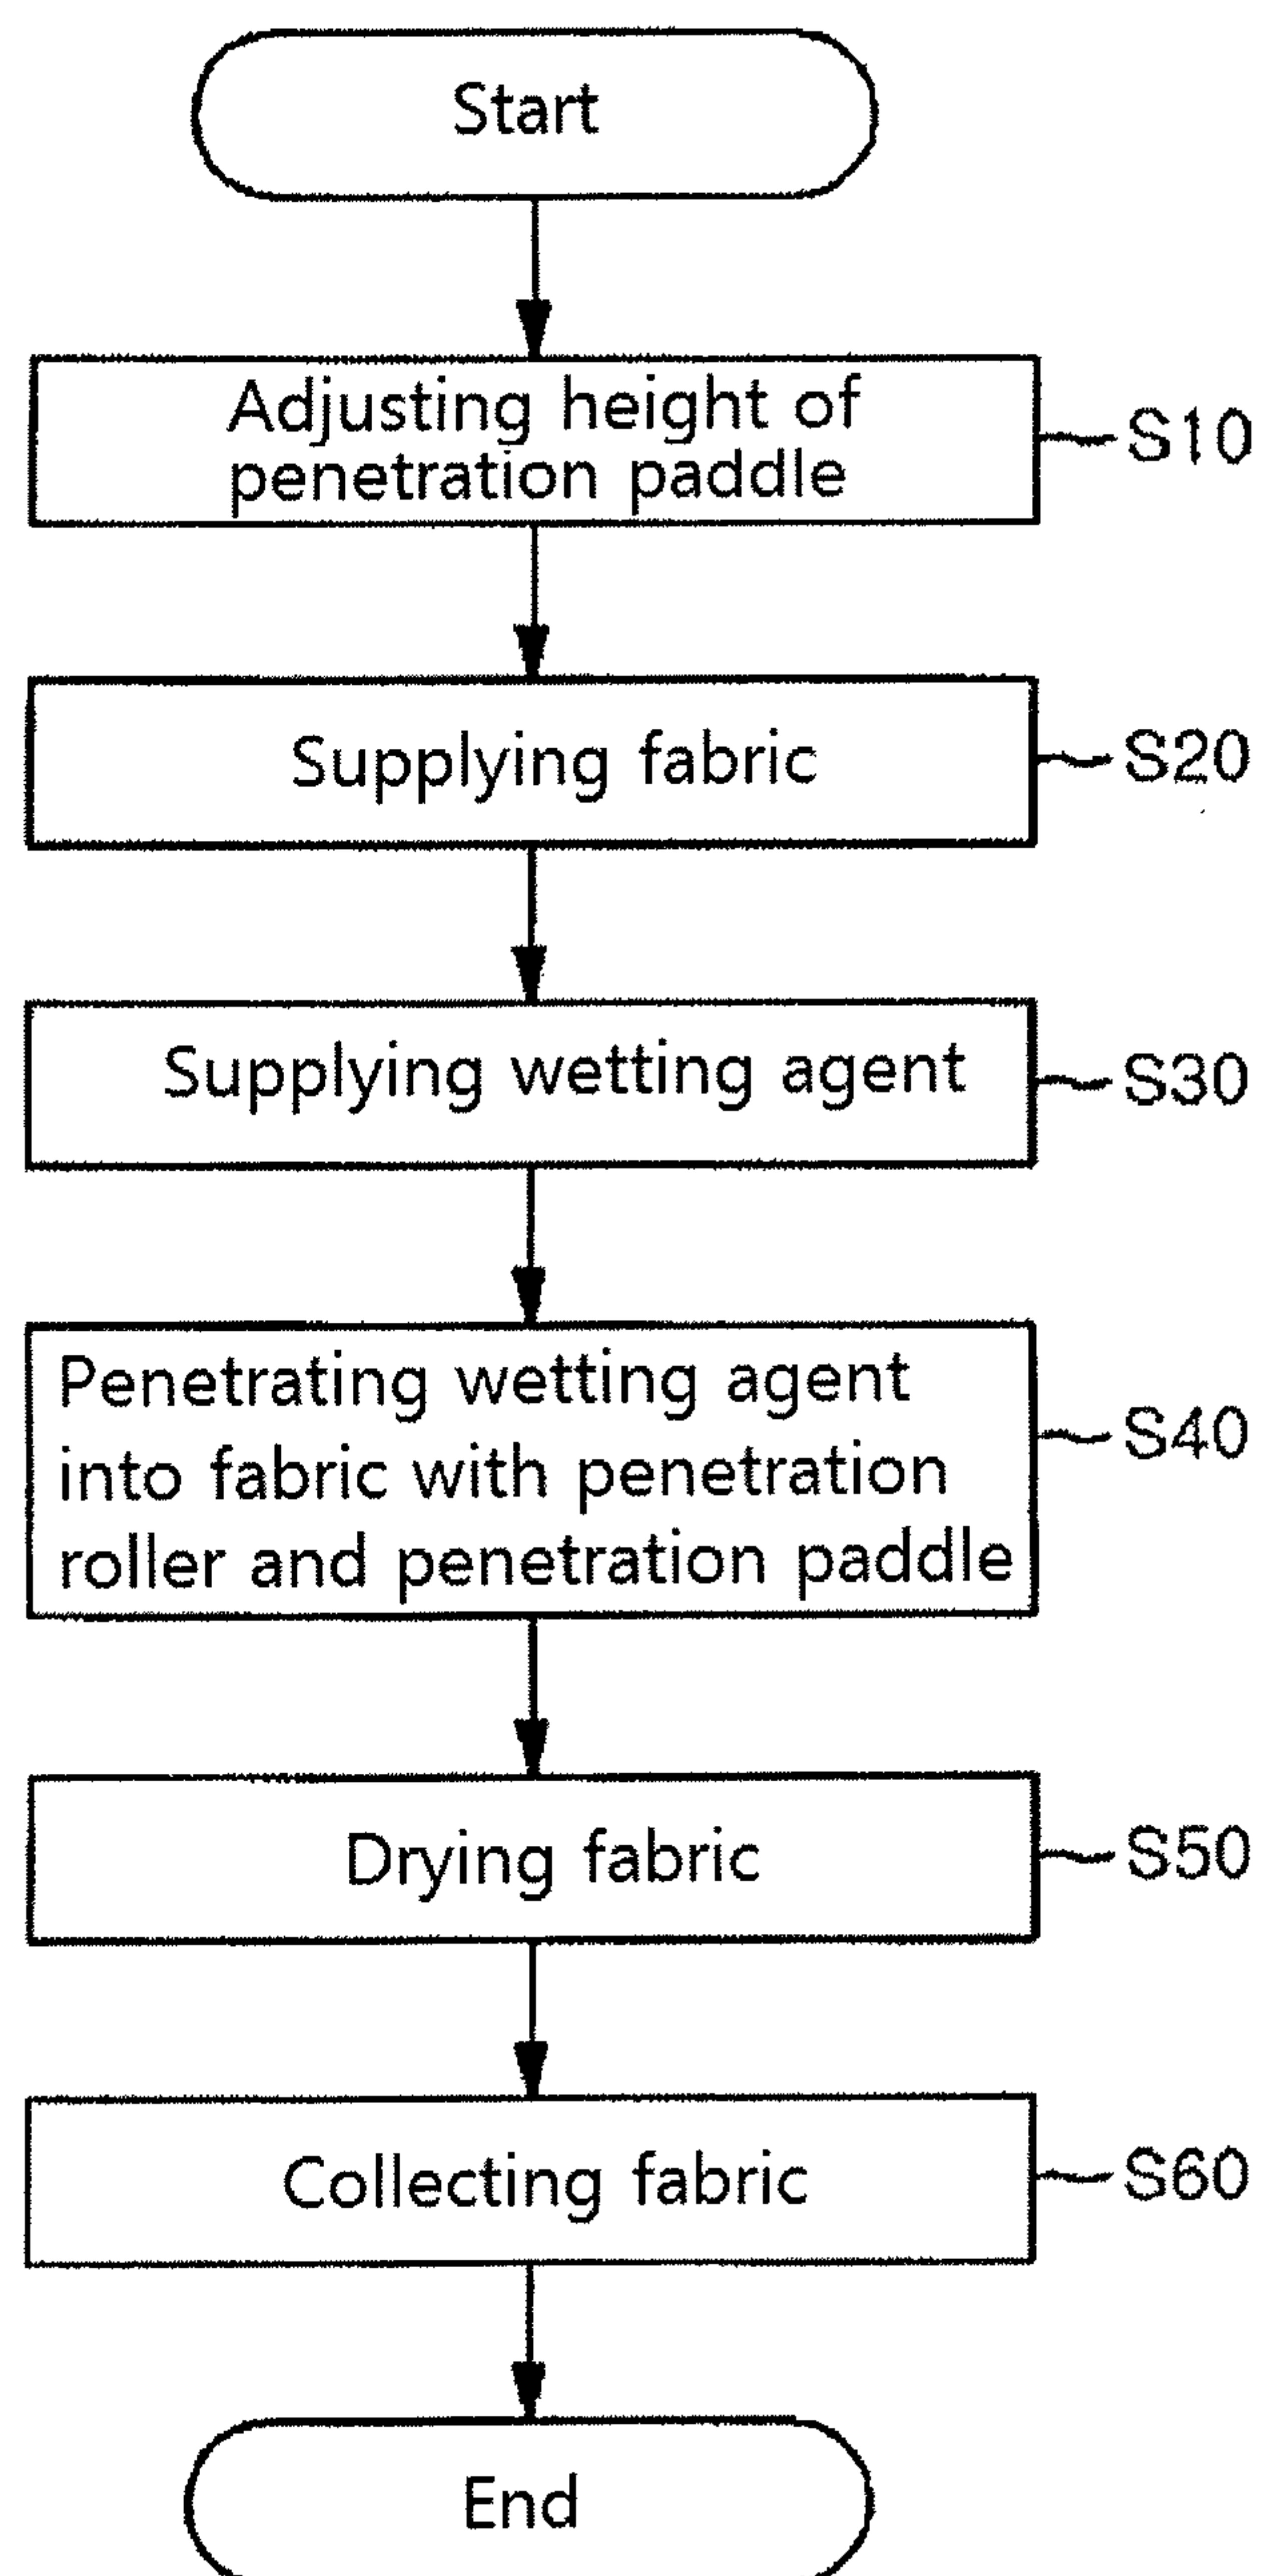 Start
Adjusting height of
penetration paddle
S10
Supplying fabric
S20
Supplying wetting agent
S30
Penetrating wetting agent
into fabric with penetration
roller and penetration paddle
S40
Drying fabric
S50
Collecting fabric
S60
End